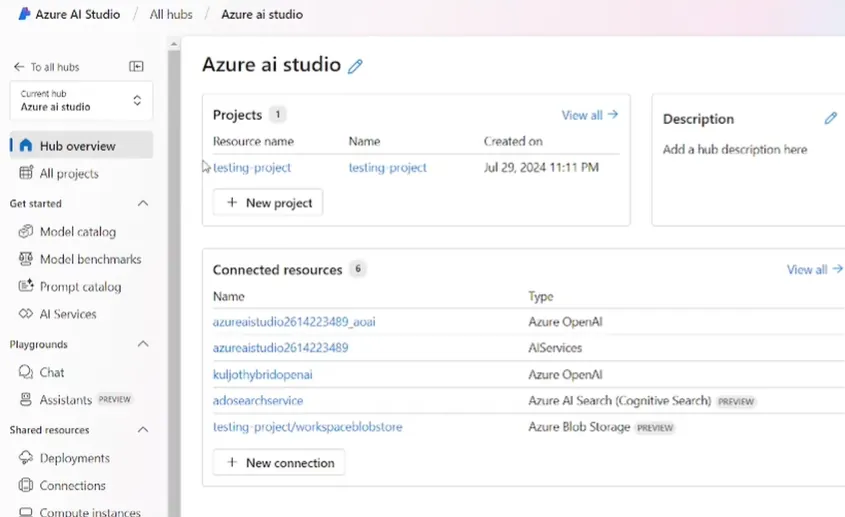 Azure AI Studio / All hubs / Azure ai studio
To all hubs
Current hub
Azure ai studio
Hub overview
All projects
Get started
Model catalog
Model benchmarks
Prompt catalog
AI Services
Playgrounds
Chat
Assistants PREVIEW
Shared resources
Deployments
Connections
Compute instances
Azure ai studio
Projects 1 View all
Resource name Name Created on
testing-project testing-project Jul 29, 2024 11:11 PM
+ New project
Description
Add a hub description here
Connected resources 6 View all
Name Type
azureaistudio2614223489_aoai Azure OpenAI
azureaistudio2614223489 AIServices
kuljothybridopenai Azure OpenAI
adosearchservice Azure AI Search (Cognitive Search) PREVIEW
testing-project/workspaceblobstore Azure Blob Storage PREVIEW
+ New connection